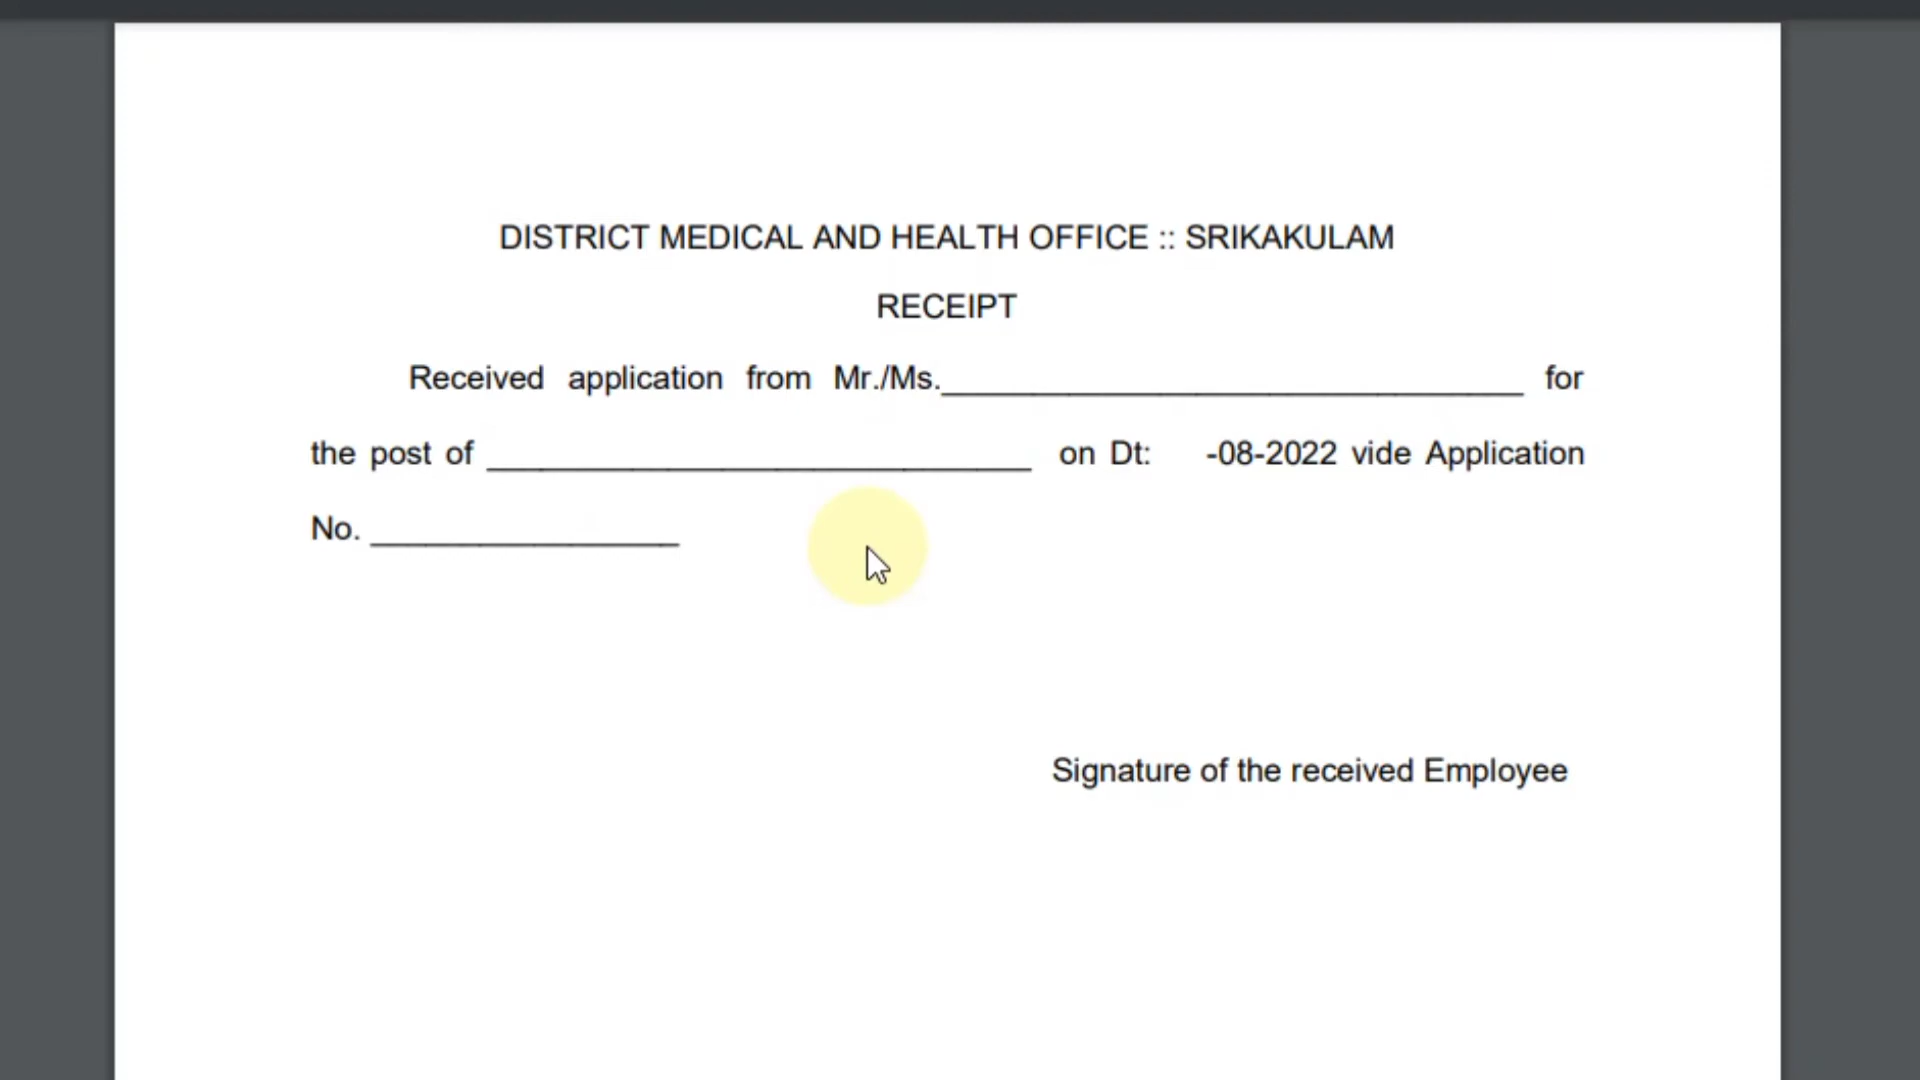 DISTRICT MEDICAL AND HEALTH OFFICE :: SRIKAKULAM
RECEIPT
Received application from Mr./Ms.________________________________ for
the post of ______________________________ on Dt: -08-2022 vide Application
No. _________________
Signature of the received Employee